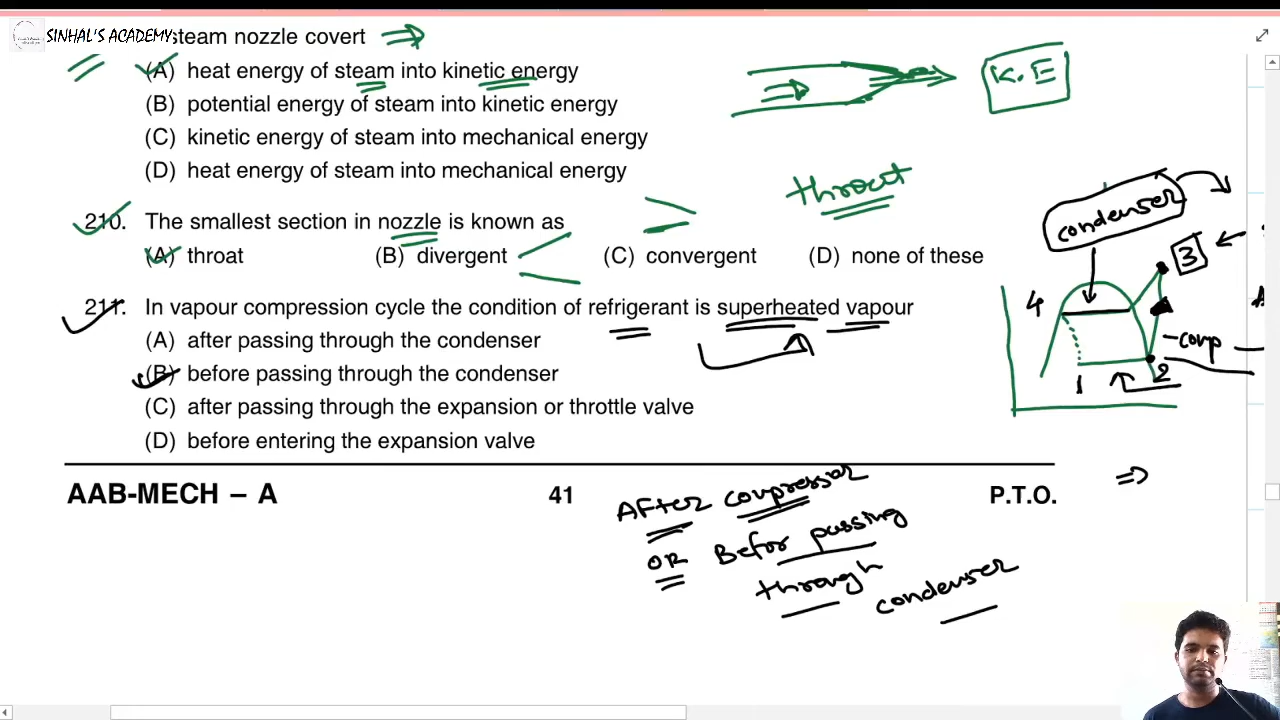 SINHAL'S ACADEMY
steam nozzle covert
(A) heat energy of steam into kinetic energy
(B) potential energy of steam into kinetic energy
(C) kinetic energy of steam into mechanical energy
(D) heat energy of steam into mechanical energy
K.E
throat
210. The smallest section in nozzle is known as
(A) throat (B) divergent (C) convergent (D) none of these
condenser
3
4
comp
1 2
211. In vapour compression cycle the condition of refrigerant is superheated vapour
(A) after passing through the condenser
(B) before passing through the condenser
(C) after passing through the expansion or throttle valve
(D) before entering the expansion valve
AAB-MECH – A 41 P.T.O.
AFter compressor
OR Befor passing
through condenser